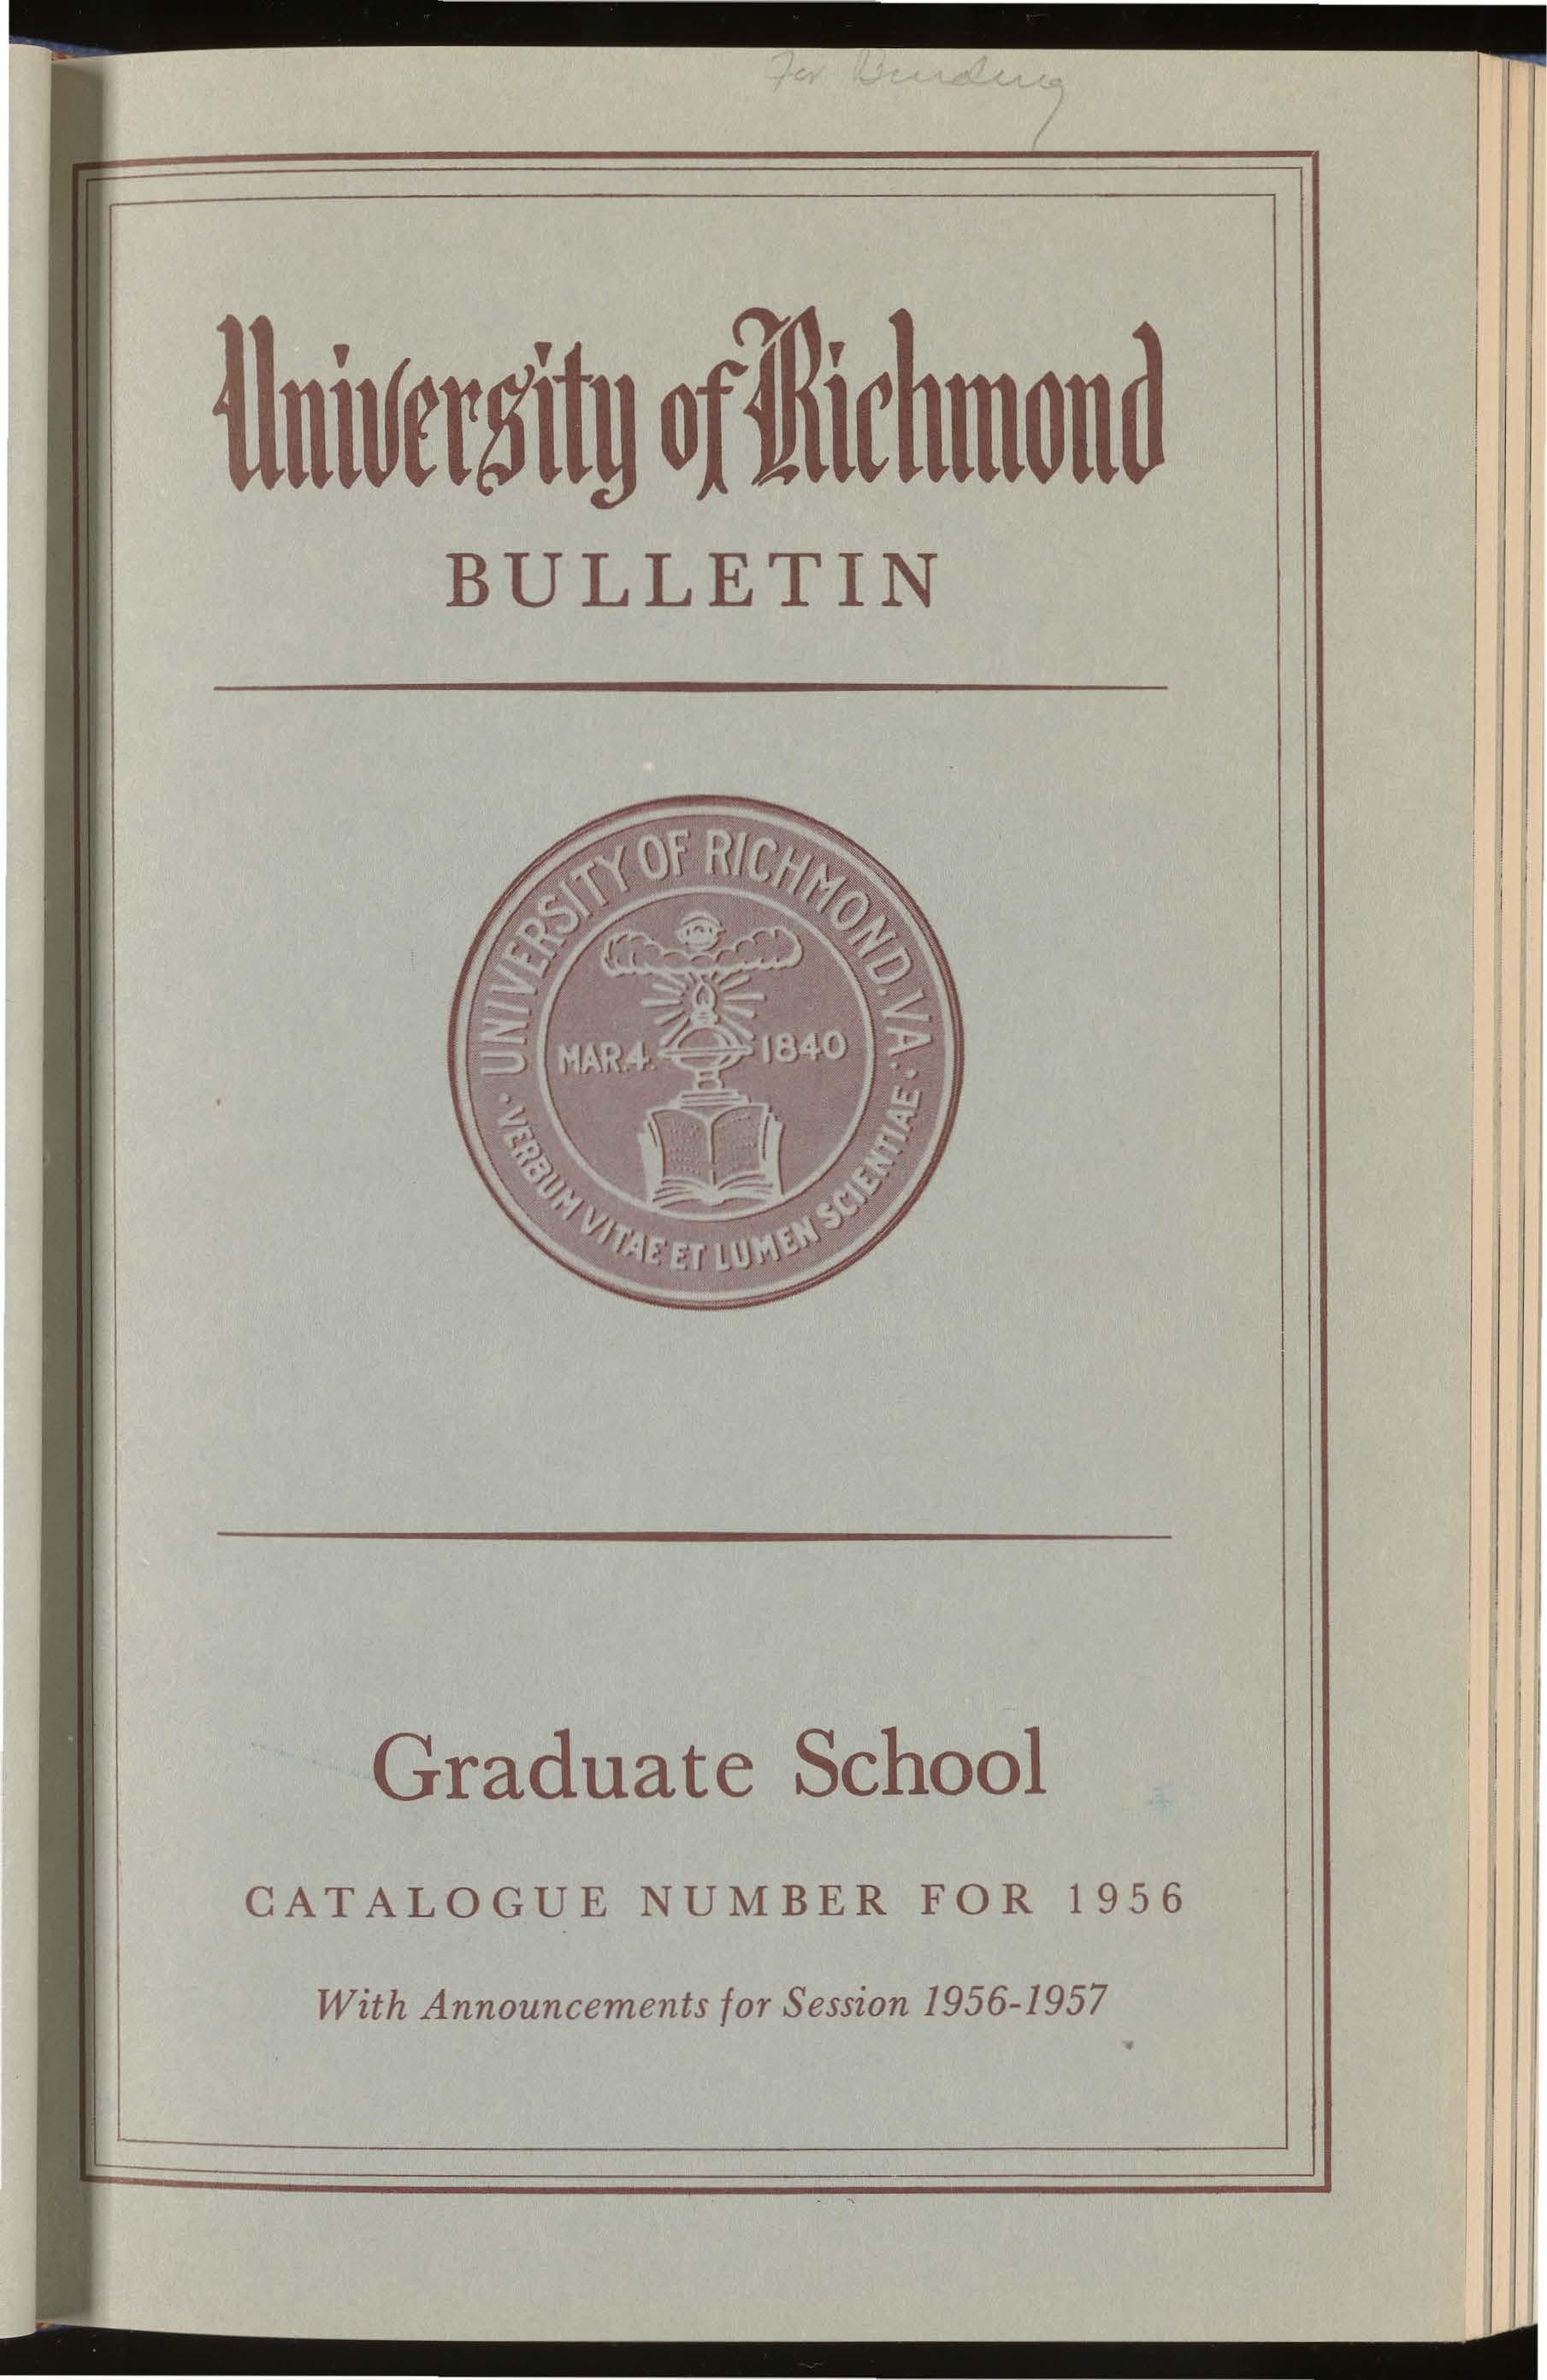 For Binding
University of Richmond
BULLETIN
UNIVERSITY OF RICHMOND, VA.
MAR. 4. 1840
· VERBUM VITAE ET LUMEN SCIENTIAE ·
Graduate School
CATALOGUE NUMBER FOR 1956
With Announcements for Session 1956-1957